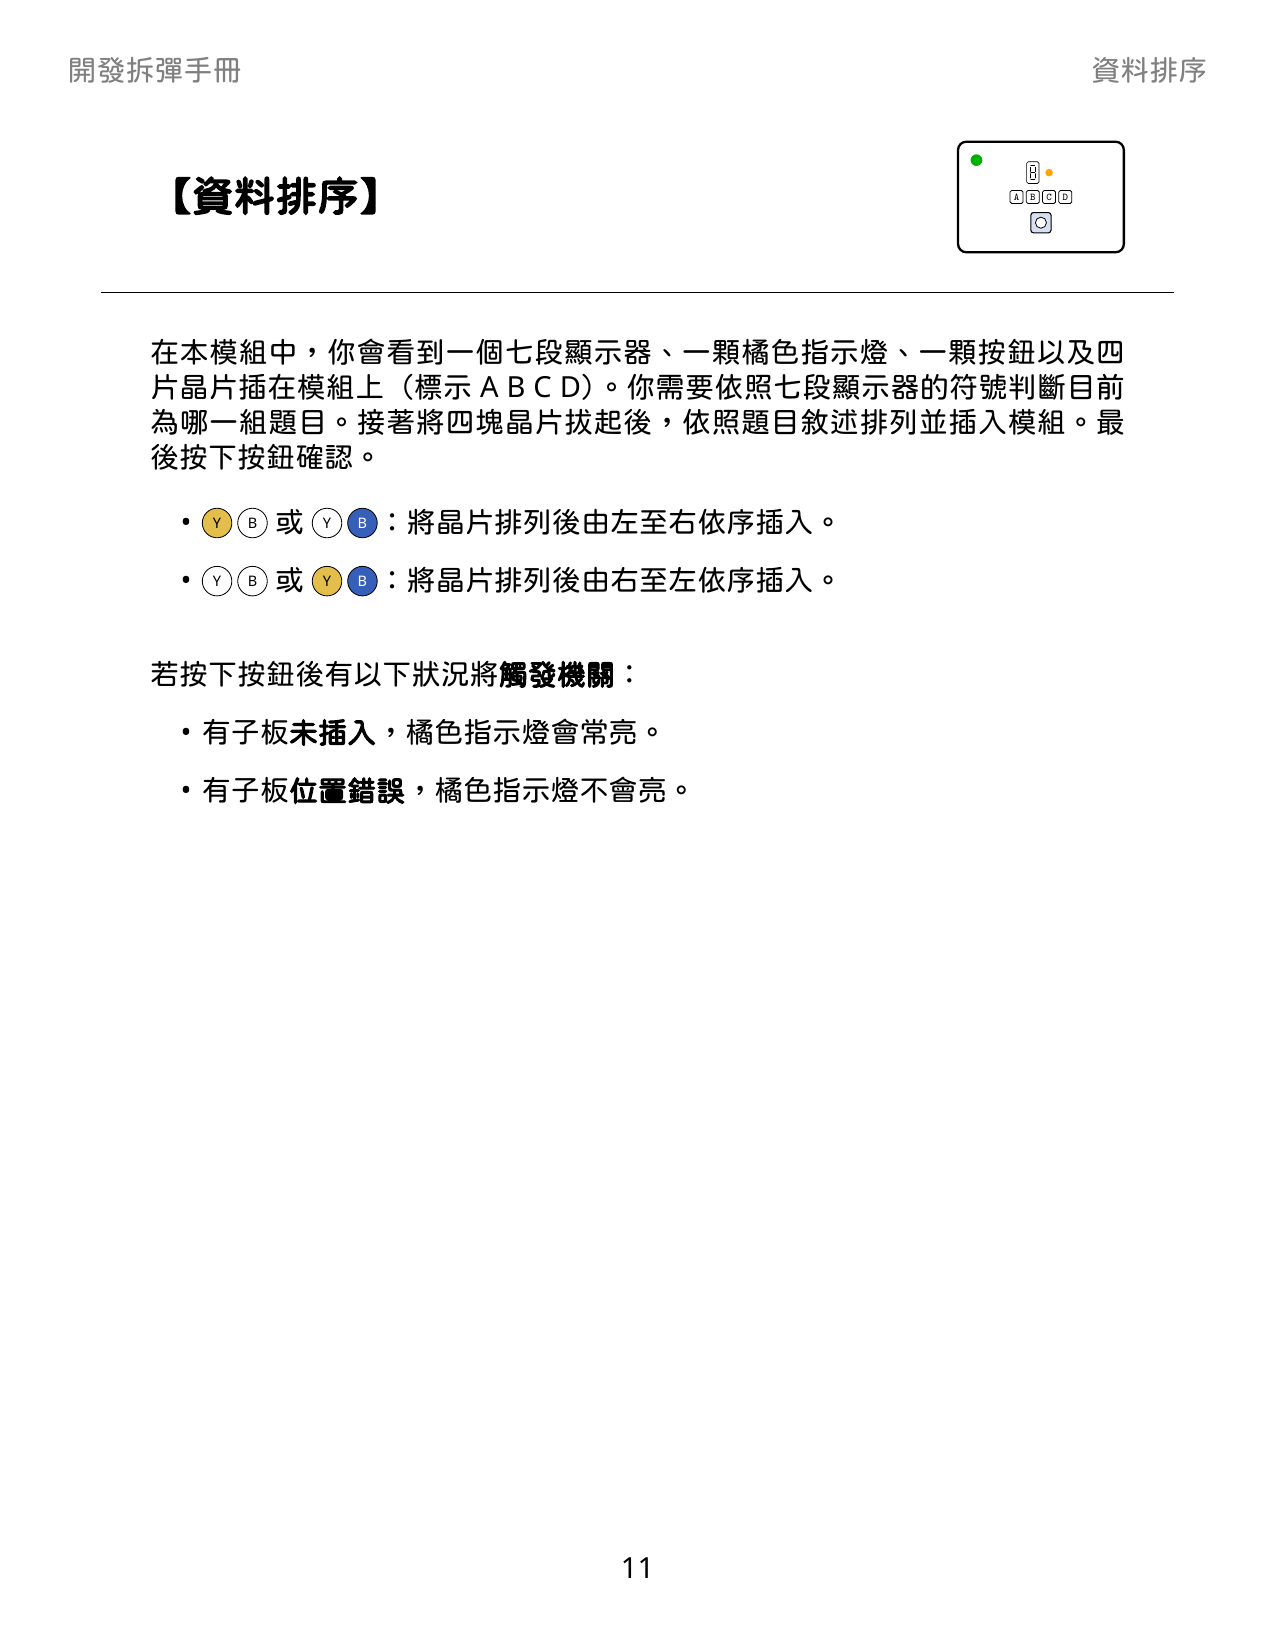 開發拆彈手冊
資料排序
【資料排序】
A B C D
在本模組中，你會看到一個七段顯示器、一顆橘色指示燈、一顆按鈕以及四
片晶片插在模組上（標示 A B C D）。你需要依照七段顯示器的符號判斷目前
為哪一組題目。接著將四塊晶片拔起後，依照題目敘述排列並插入模組。最
後按下按鈕確認。
• Y B 或 Y B：將晶片排列後由左至右依序插入。
• Y B 或 Y B：將晶片排列後由右至左依序插入。
若按下按鈕後有以下狀況將觸發機關：
• 有子板未插入，橘色指示燈會常亮。
• 有子板位置錯誤，橘色指示燈不會亮。
11